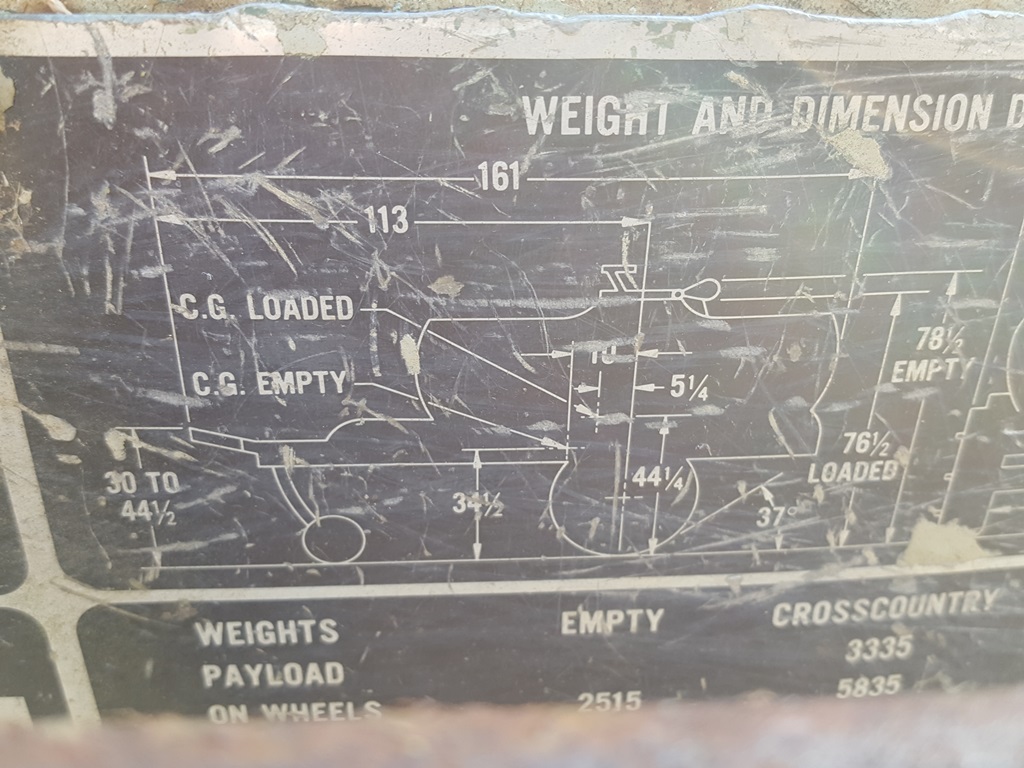 WEIGHT AND DIMENSION D
161
113
C.G. LOADED
10
78½
EMPTY
C.G. EMPTY
5¼
76½
LOADED
30 TO
44½
34½
44¼
37°
WEIGHTS EMPTY CROSSCOUNTRY
PAYLOAD 3335
ON WHEELS 2515 5835